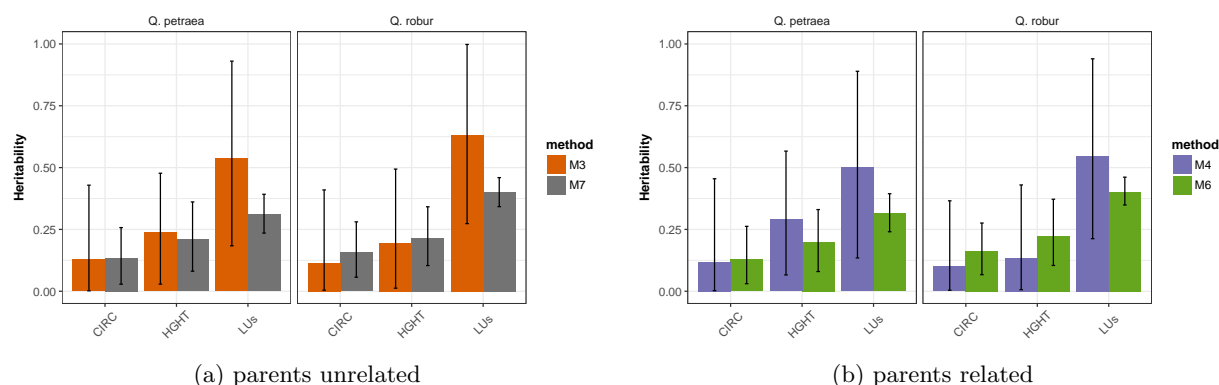 Q. petraea
Q. robur
1.00
0.75
0.50
0.25
0.00
Heritability
CIRC
HGHT
LUs
CIRC
HGHT
LUs
method
M3
M7
(a) parents unrelated
Q. petraea
Q. robur
1.00
0.75
0.50
0.25
0.00
Heritability
CIRC
HGHT
LUs
CIRC
HGHT
LUs
method
M4
M6
(b) parents related